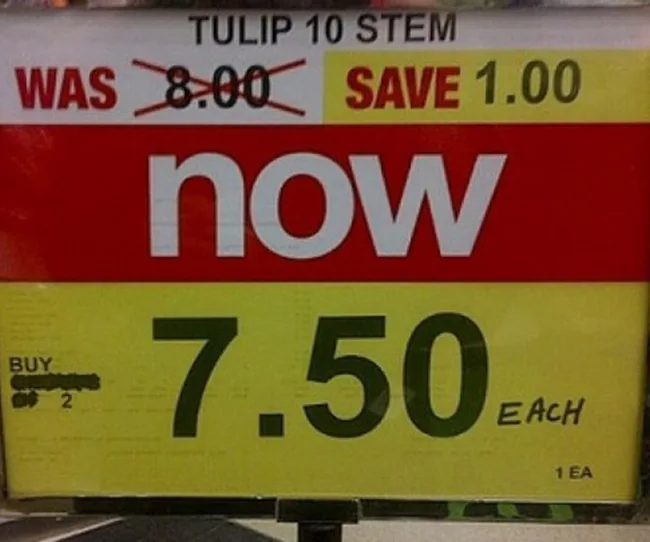 TULIP 10 STEM
WAS 8.00 SAVE 1.00
now
7.50 EACH
BUY
2
1 EA